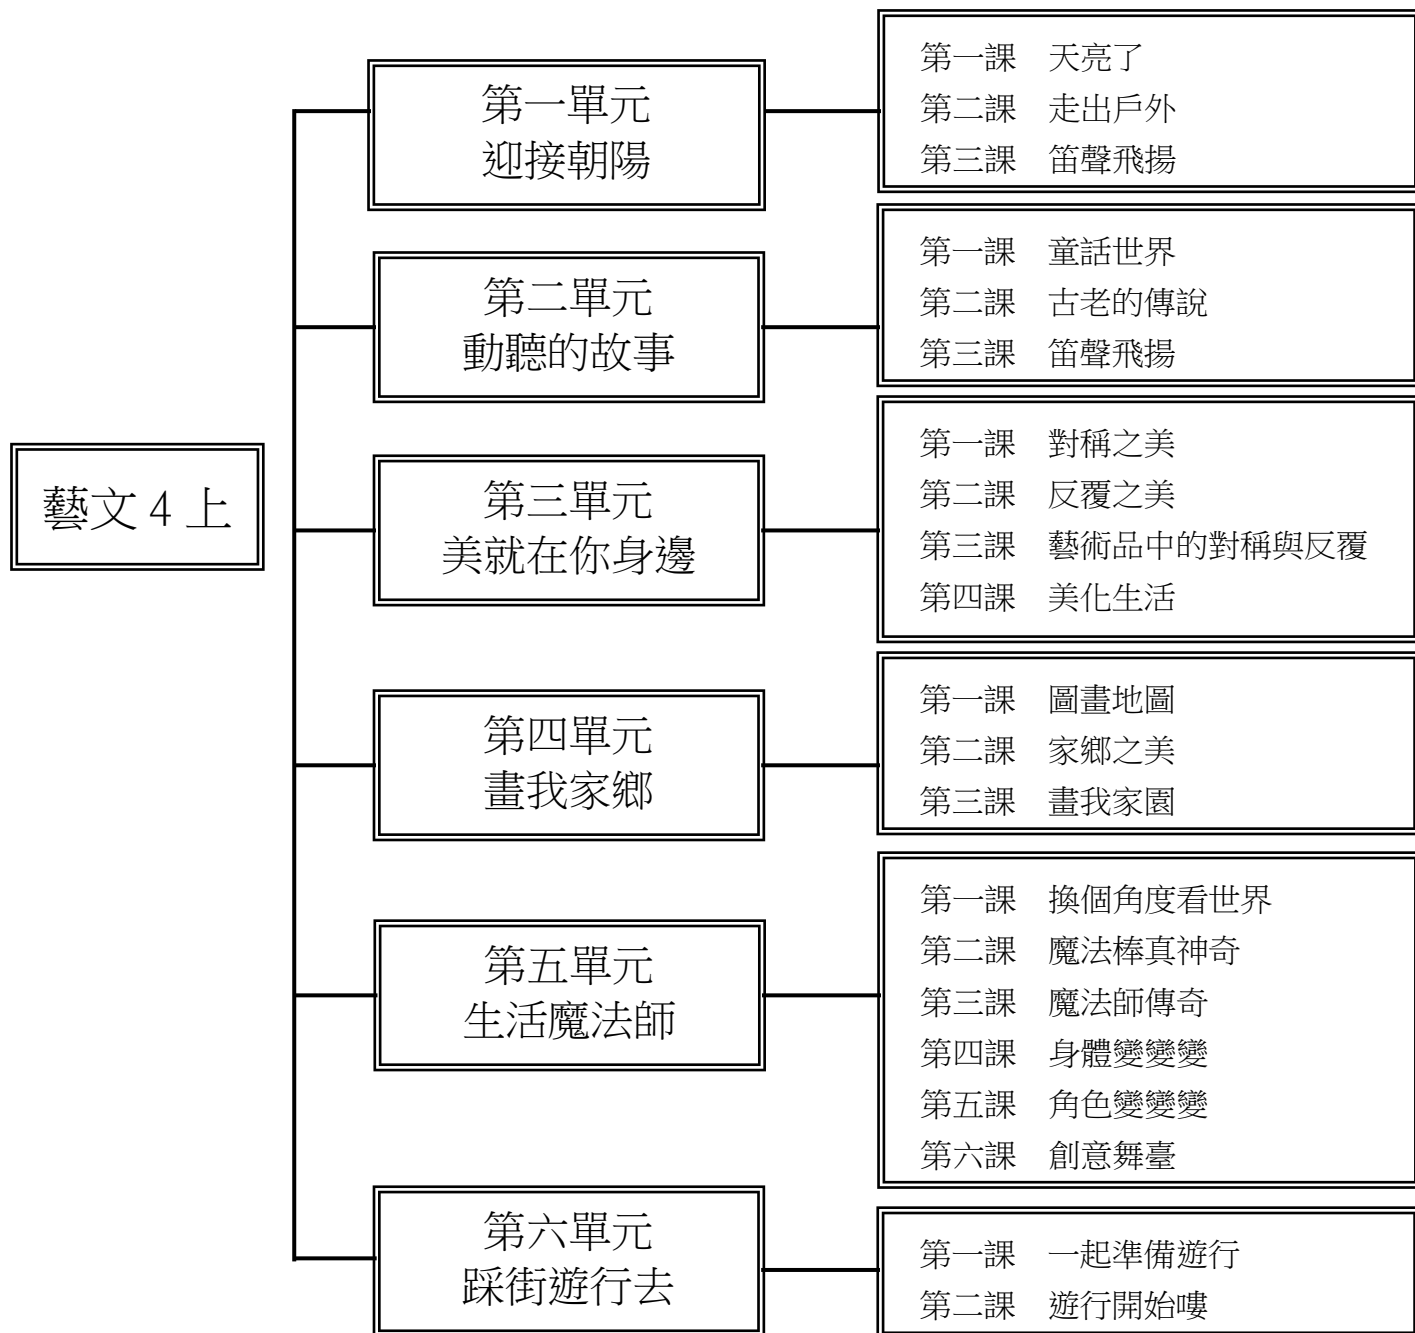 藝文 4 上
第一單元
迎接朝陽
第一課　天亮了
第二課　走出戶外
第三課　笛聲飛揚
第二單元
動聽的故事
第一課　童話世界
第二課　古老的傳說
第三課　笛聲飛揚
第三單元
美就在你身邊
第一課　對稱之美
第二課　反覆之美
第三課　藝術品中的對稱與反覆
第四課　美化生活
第四單元
畫我家鄉
第一課　圖畫地圖
第二課　家鄉之美
第三課　畫我家園
第五單元
生活魔法師
第一課　換個角度看世界
第二課　魔法棒真神奇
第三課　魔法師傳奇
第四課　身體變變變
第五課　角色變變變
第六課　創意舞臺
第六單元
踩街遊行去
第一課　一起準備遊行
第二課　遊行開始嘍